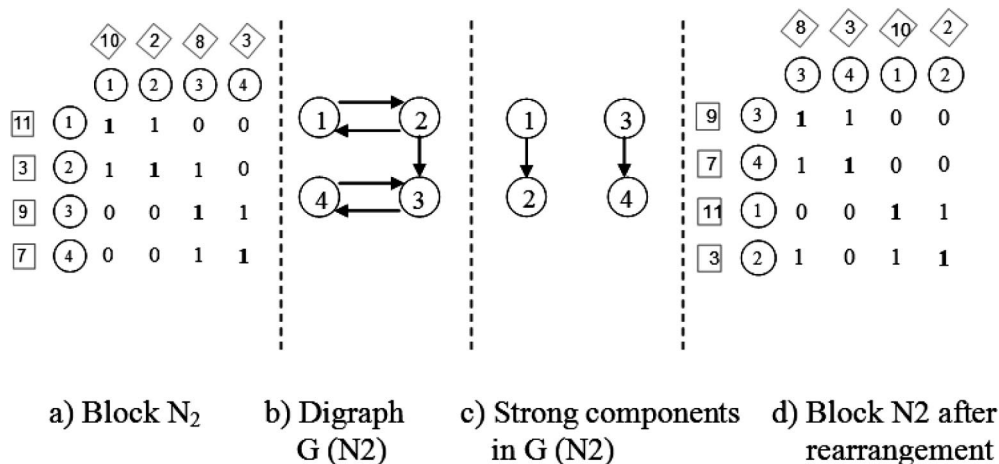 10 2 8 3
1 2 3 4
11 1 1 1 0 0
3 2 1 1 1 0
9 3 0 0 1 1
7 4 0 0 1 1
a) Block N2
1 2
4 3
b) Digraph
G (N2)
1 3
2 4
c) Strong components
in G (N2)
8 3 10 2
3 4 1 2
9 3 1 1 0 0
7 4 1 1 0 0
11 1 0 0 1 1
3 2 1 0 1 1
d) Block N2 after
rearrangement